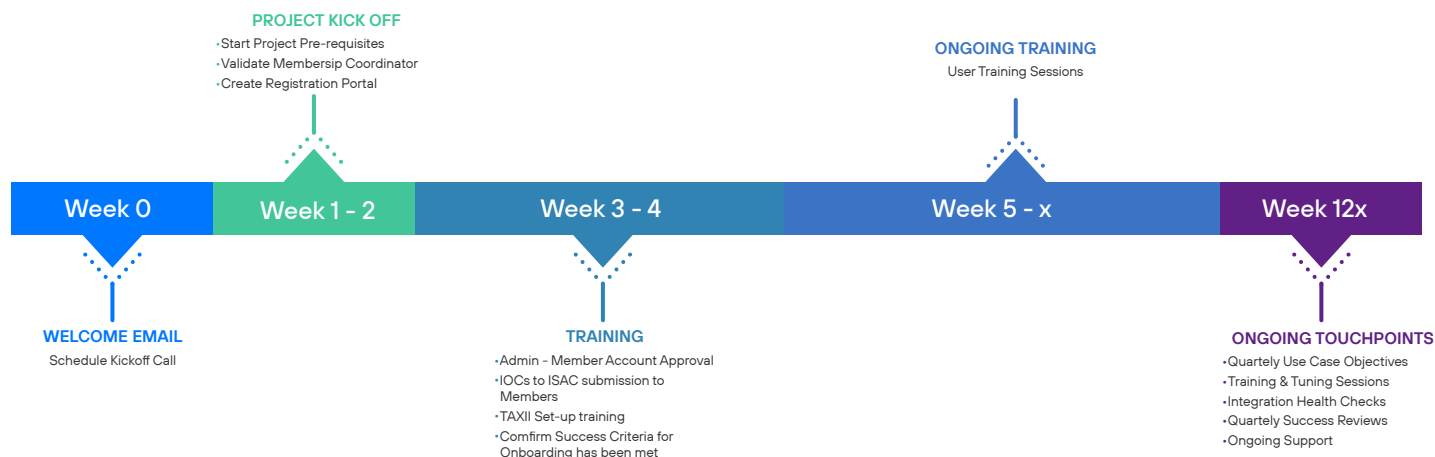 PROJECT KICK OFF
•Start Project Pre-requisites
•Validate Membersip Coordinator
•Create Registration Portal
ONGOING TRAINING
User Training Sessions
Week 0
Week 1 - 2
Week 3 - 4
Week 5 - x
Week 12x
WELCOME EMAIL
Schedule Kickoff Call
TRAINING
•Admin - Member Account Approval
•IOCs to ISAC submission to
Members
•TAXII Set-up training
•Comfirm Success Criteria for
Onboarding has been met
ONGOING TOUCHPOINTS
•Quartely Use Case Objectives
•Training & Tuning Sessions
•Integration Health Checks
•Quartely Success Reviews
•Ongoing Support